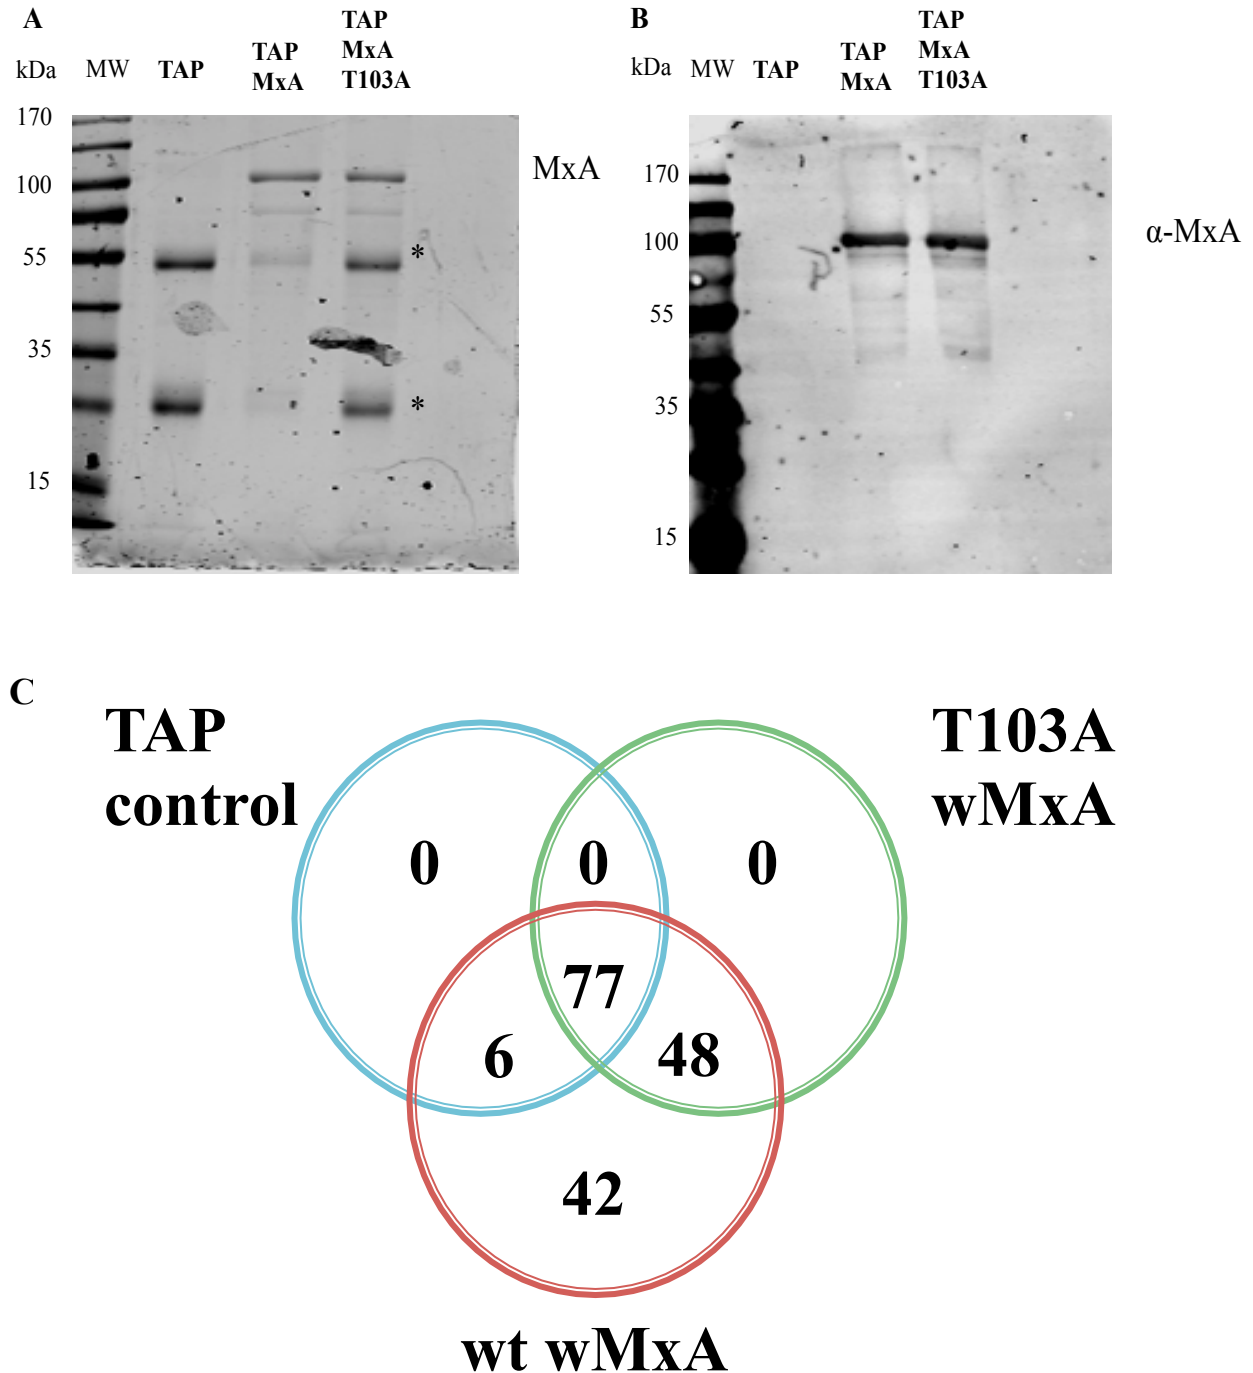 A
kDa
MW
TAP
TAP
MxA
TAP
MxA
T103A
170
100
55
35
15
MxA
*
*
B
kDa
MW
TAP
TAP
MxA
TAP
MxA
T103A
170
100
55
35
15
α-MxA
C
TAP
control
T103A
wMxA
0
0
0
77
6
48
42
wt wMxA